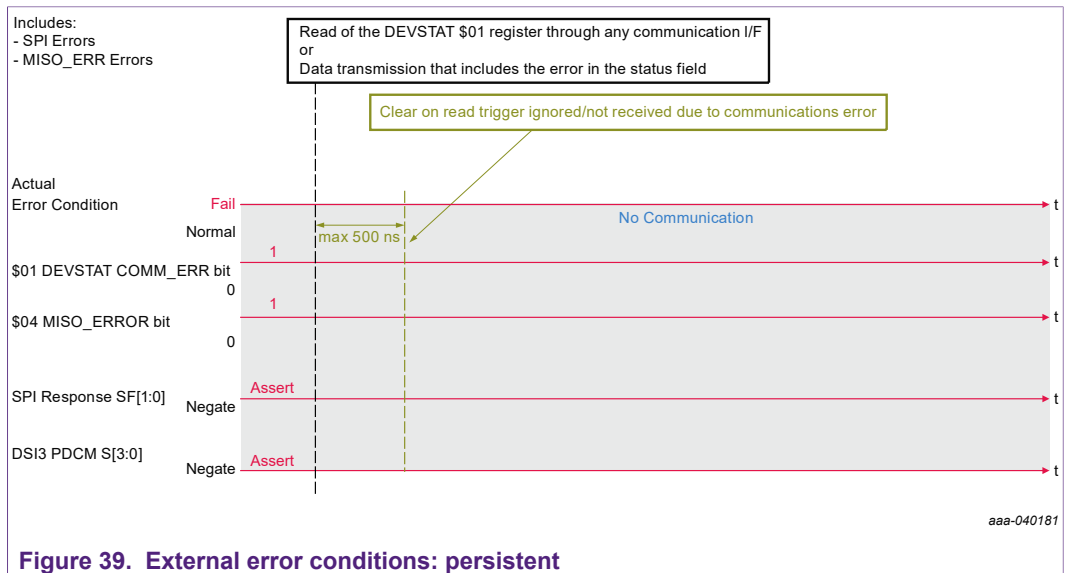 Includes:
- SPI Errors
- MISO_ERR Errors
Read of the DEVSTAT $01 register through any communication I/F
or
Data transmission that includes the error in the status field
Clear on read trigger ignored/not received due to communications error
Actual
Error Condition
Fail
t
No Communication
Normal
max 500 ns
1
t
$01 DEVSTAT COMM_ERR bit
0
1
t
$04 MISO_ERROR bit
0
Assert
SPI Response SF[1:0]
Negate
t
DSI3 PDCM S[3:0]
Assert
Negate
t
aaa-040181
Figure 39. External error conditions: persistent